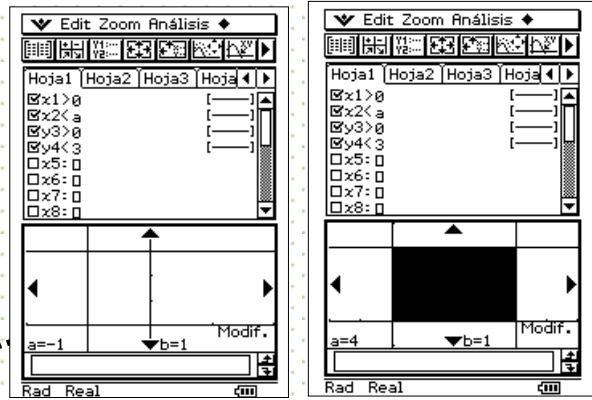 Edit Zoom Análisis ◆
Hoja1 Hoja2 Hoja3 Hoja
☑x1>0 [——]
☑x2<a [——]
☑y3>0 [——]
☑y4<3 [——]
□x5:▯
□x6:▯
□x7:▯
□x8:▯
Modif.
a=-1 b=1
Rad Real
Edit Zoom Análisis ◆
Hoja1 Hoja2 Hoja3 Hoja
☑x1>0 [——]
☑x2<a [——]
☑y3>0 [——]
☑y4<3 [——]
□x5:▯
□x6:▯
□x7:▯
□x8:▯
Modif.
a=4 b=1
Rad Real